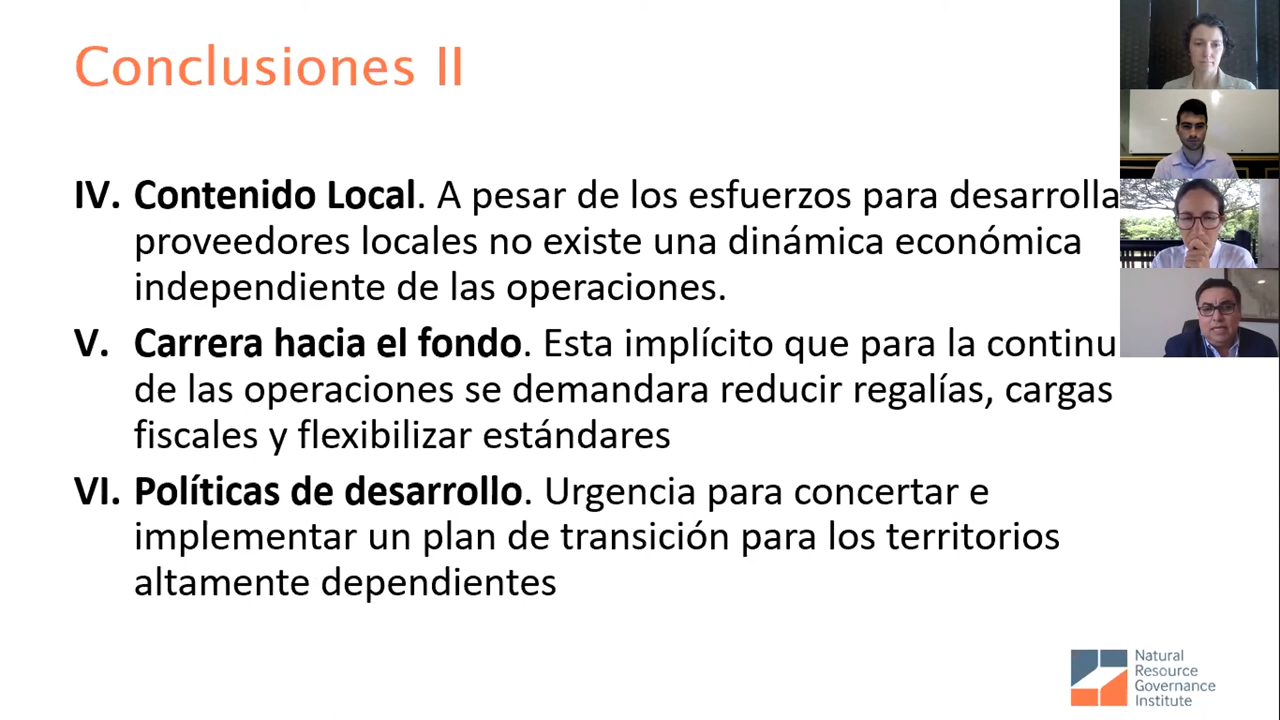 Conclusiones II
IV. Contenido Local. A pesar de los esfuerzos para desarrolla
proveedores locales no existe una dinámica económica
independiente de las operaciones.
V. Carrera hacia el fondo. Esta implícito que para la continu
de las operaciones se demandara reducir regalías, cargas
fiscales y flexibilizar estándares
VI. Políticas de desarrollo. Urgencia para concertar e
implementar un plan de transición para los territorios
altamente dependientes
Natural
Resource
Governance
Institute